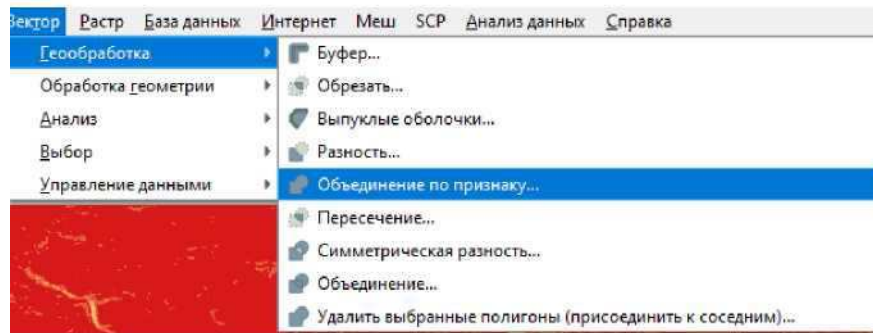 Вектор Растр База данных Интернет Меш SCP Анализ данных Справка
Геообработка
Обработка геометрии
Анализ
Выбор
Управление данными
Буфер...
Обрезать...
Выпуклые оболочки...
Разность...
Объединение по признаку...
Пересечение...
Симметрическая разность...
Объединение...
Удалить выбранные полигоны (присоединить к соседним)...